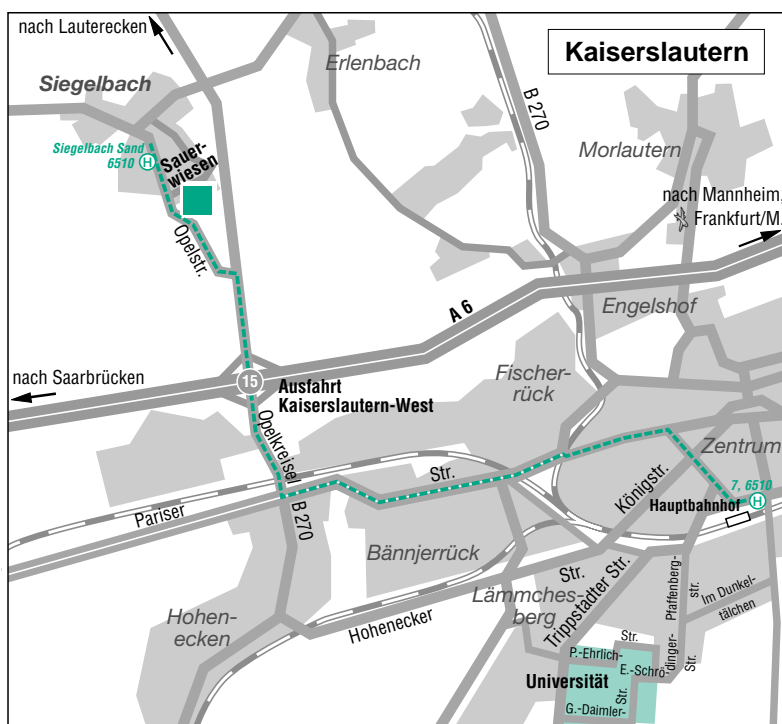 nach Lauterecken
Kaiserslautern
Siegelbach
Erlenbach
B 270
Siegelbach Sand
6510 H
Sauer-
wiesen
Morlautern
nach Mannheim,
Frankfurt/M.
Opelstr.
A 6
Engelshof
nach Saarbrücken
15
Ausfahrt
Kaiserslautern-West
Fischer-
rück
Opelkreisel
Zentrum
Str.
Königstr.
7, 6510
Hauptbahnhof H
Pariser
B 270
Bännjerrück
Str.
Lämmches-
berg
Trippstadter Str.
Pfaffenberg-
str.
Im Dunkel-
tälchen
Hohen-
ecken
Hohenecker
Str.
P.-Ehrlich-
E.-Schrö-
dinger-
Str.
Universität
Str.
G.-Daimler-